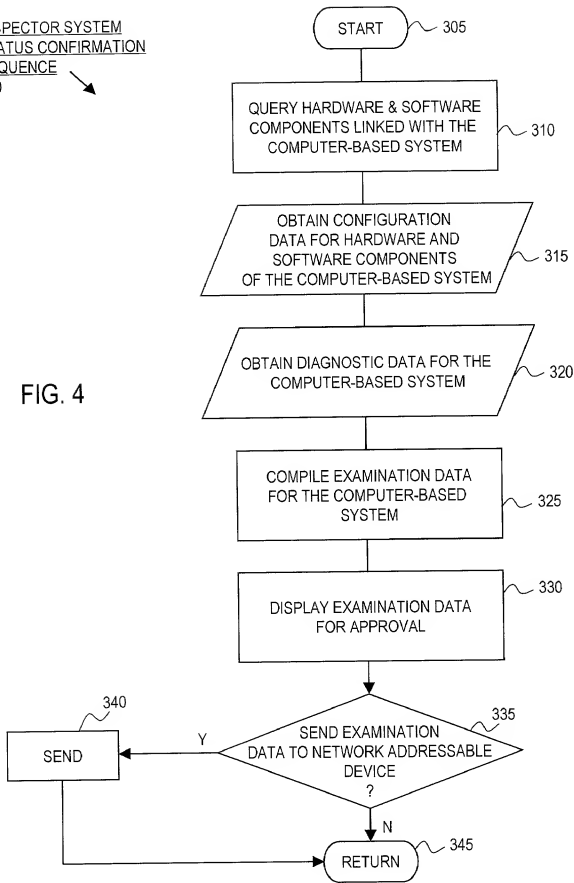 SPECTOR SYSTEM
ATUS CONFIRMATION
QUENCE
START
305
QUERY HARDWARE & SOFTWARE
COMPONENTS LINKED WITH THE
COMPUTER-BASED SYSTEM
310
OBTAIN CONFIGURATION
DATA FOR HARDWARE AND
SOFTWARE COMPONENTS
OF THE COMPUTER-BASED SYSTEM
315
OBTAIN DIAGNOSTIC DATA FOR THE
COMPUTER-BASED SYSTEM
320
FIG. 4
COMPILE EXAMINATION DATA
FOR THE COMPUTER-BASED
SYSTEM
325
DISPLAY EXAMINATION DATA
FOR APPROVAL
330
SEND EXAMINATION
DATA TO NETWORK ADDRESSABLE
DEVICE
?
335
Y
340
SEND
N
RETURN
345